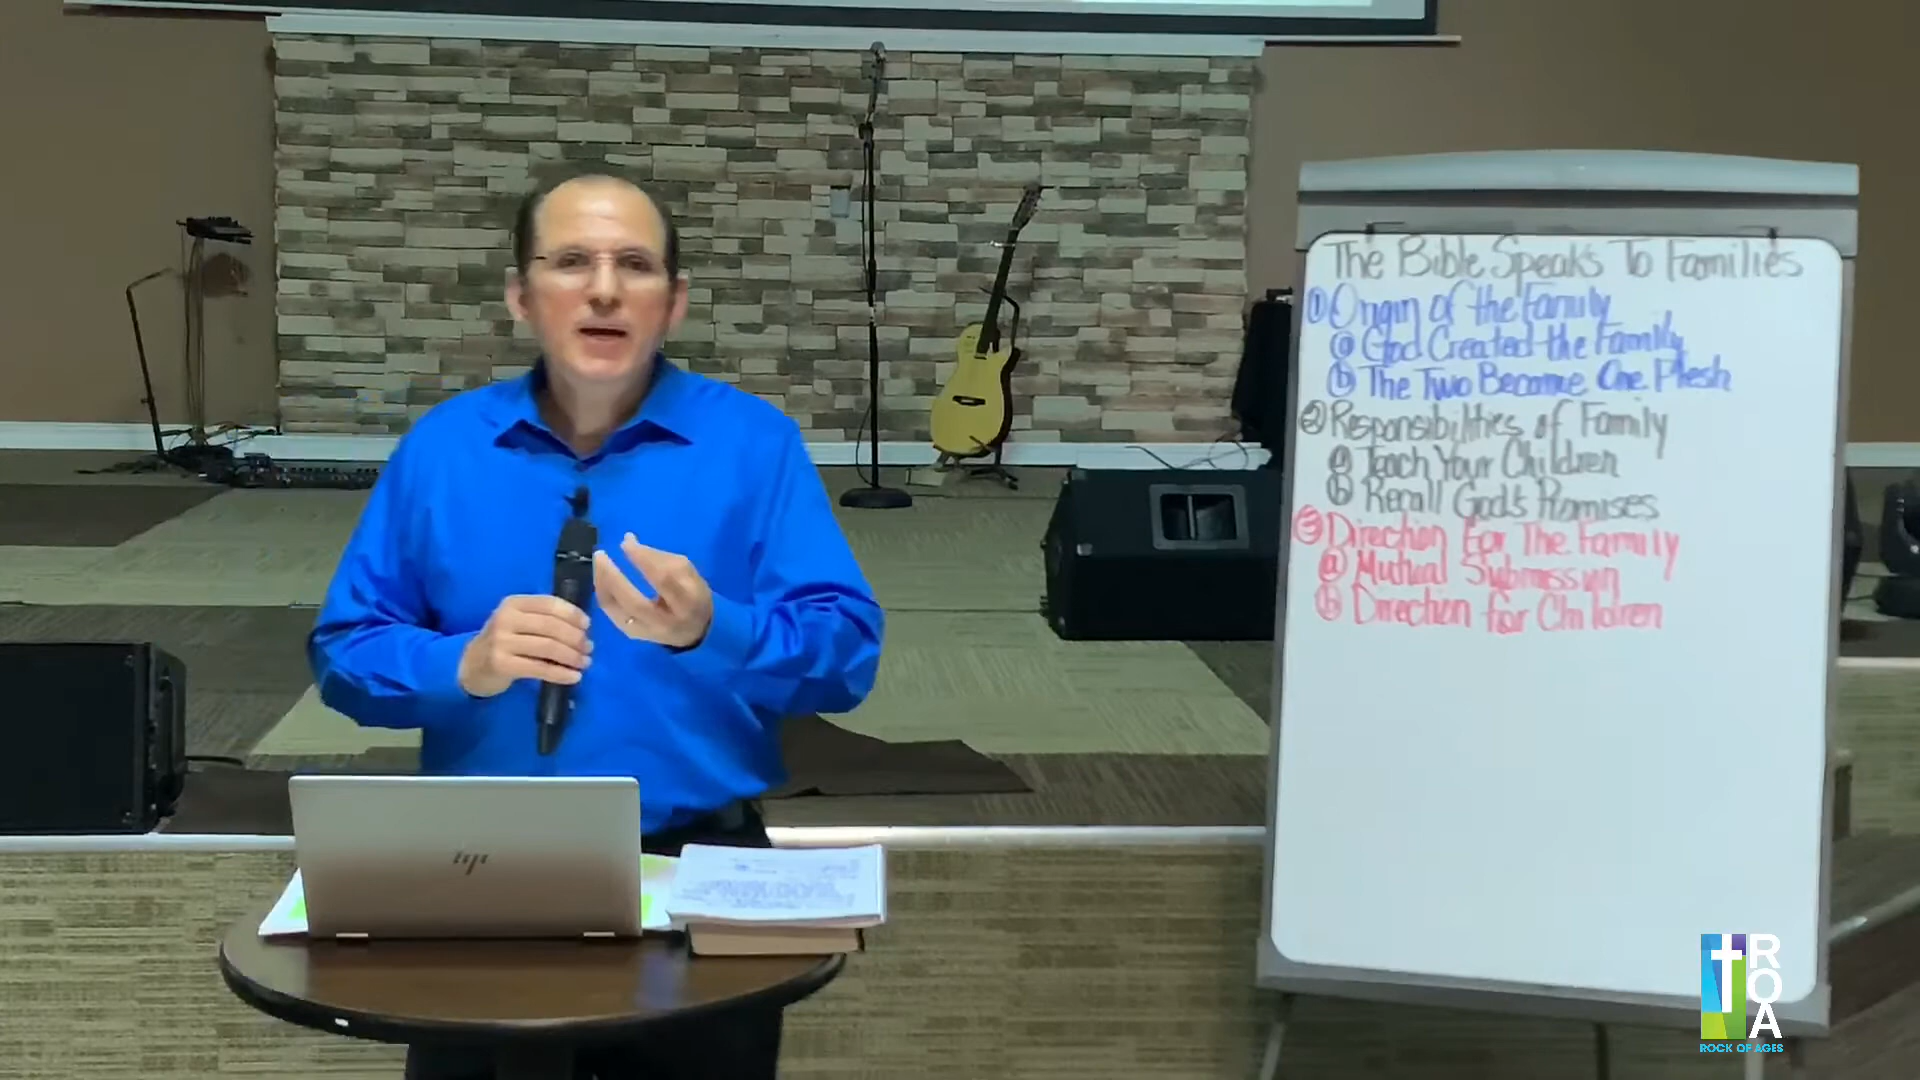 The Bible Speaks To Families
① Origin of the Family
ⓐ God Created the Family
ⓑ The Two Become One Flesh
② Responsibilities of Family
ⓐ Teach Your Children
ⓑ Recall God's Promises
③ Direction For The Family
ⓐ Mutual Submission
ⓑ Direction for Children
hp
ROA
ROCK OF AGES